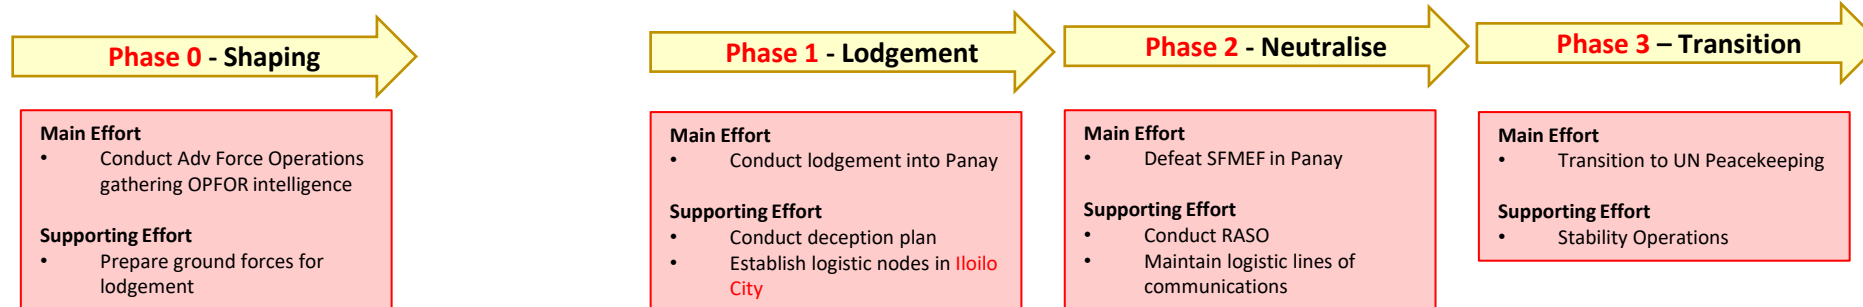 Phase 0 - Shaping
Main Effort
• Conduct Adv Force Operations
gathering OPFOR intelligence
Supporting Effort
• Prepare ground forces for
lodgement
Phase 1 - Lodgement
Main Effort
• Conduct lodgement into Panay
Supporting Effort
• Conduct deception plan
• Establish logistic nodes in Iloilo
City
Phase 2 - Neutralise
Main Effort
• Defeat SFMEF in Panay
Supporting Effort
• Conduct RASO
• Maintain logistic lines of
communications
Phase 3 – Transition
Main Effort
• Transition to UN Peacekeeping
Supporting Effort
• Stability Operations